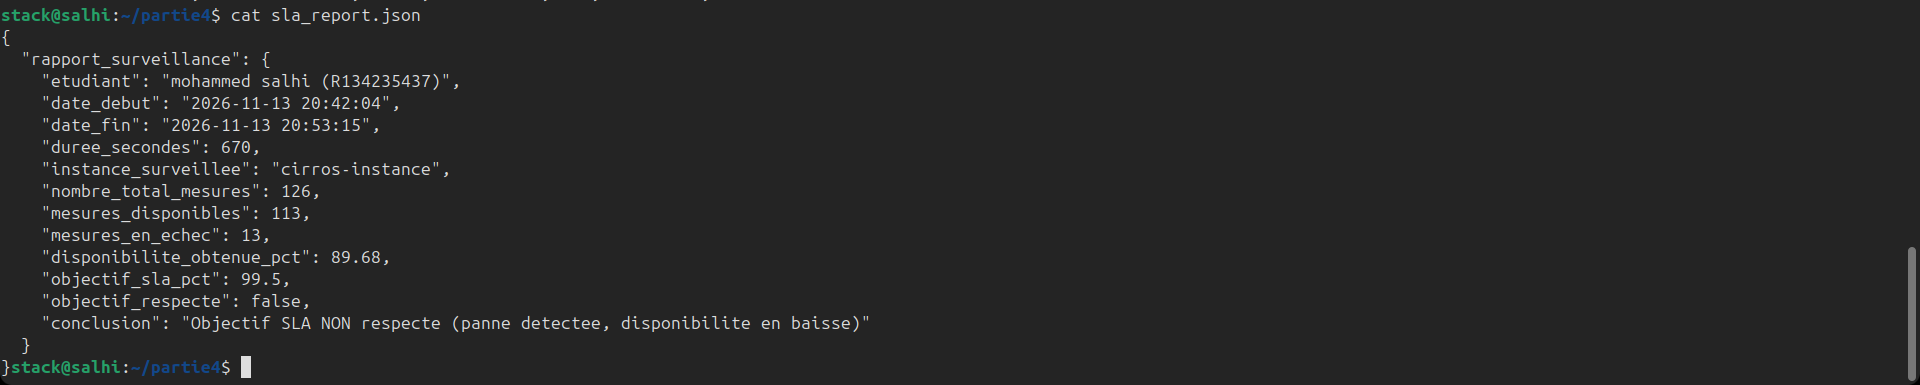 stack@salhi:~/partie4$ cat sla_report.json
{
  "rapport_surveillance": {
    "etudiant": "mohammed salhi (R134235437)",
    "date_debut": "2026-11-13 20:42:04",
    "date_fin": "2026-11-13 20:53:15",
    "duree_secondes": 670,
    "instance_surveillee": "cirros-instance",
    "nombre_total_mesures": 126,
    "mesures_disponibles": 113,
    "mesures_en_echec": 13,
    "disponibilite_obtenue_pct": 89.68,
    "objectif_sla_pct": 99.5,
    "objectif_respecte": false,
    "conclusion": "Objectif SLA NON respecte (panne detectee, disponibilite en baisse)"
  }
}stack@salhi:~/partie4$